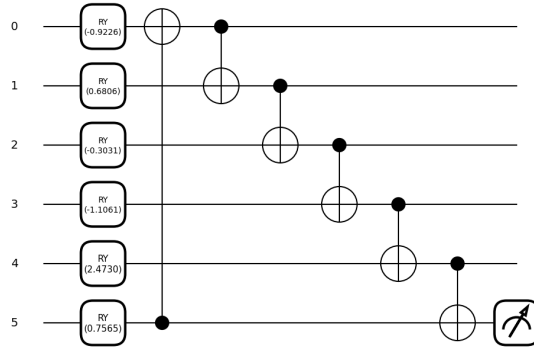 0 RY
(-0.9226)
1 RY
(0.6806)
2 RY
(-0.3031)
3 RY
(-1.1061)
4 RY
(2.4730)
5 RY
(0.7565)